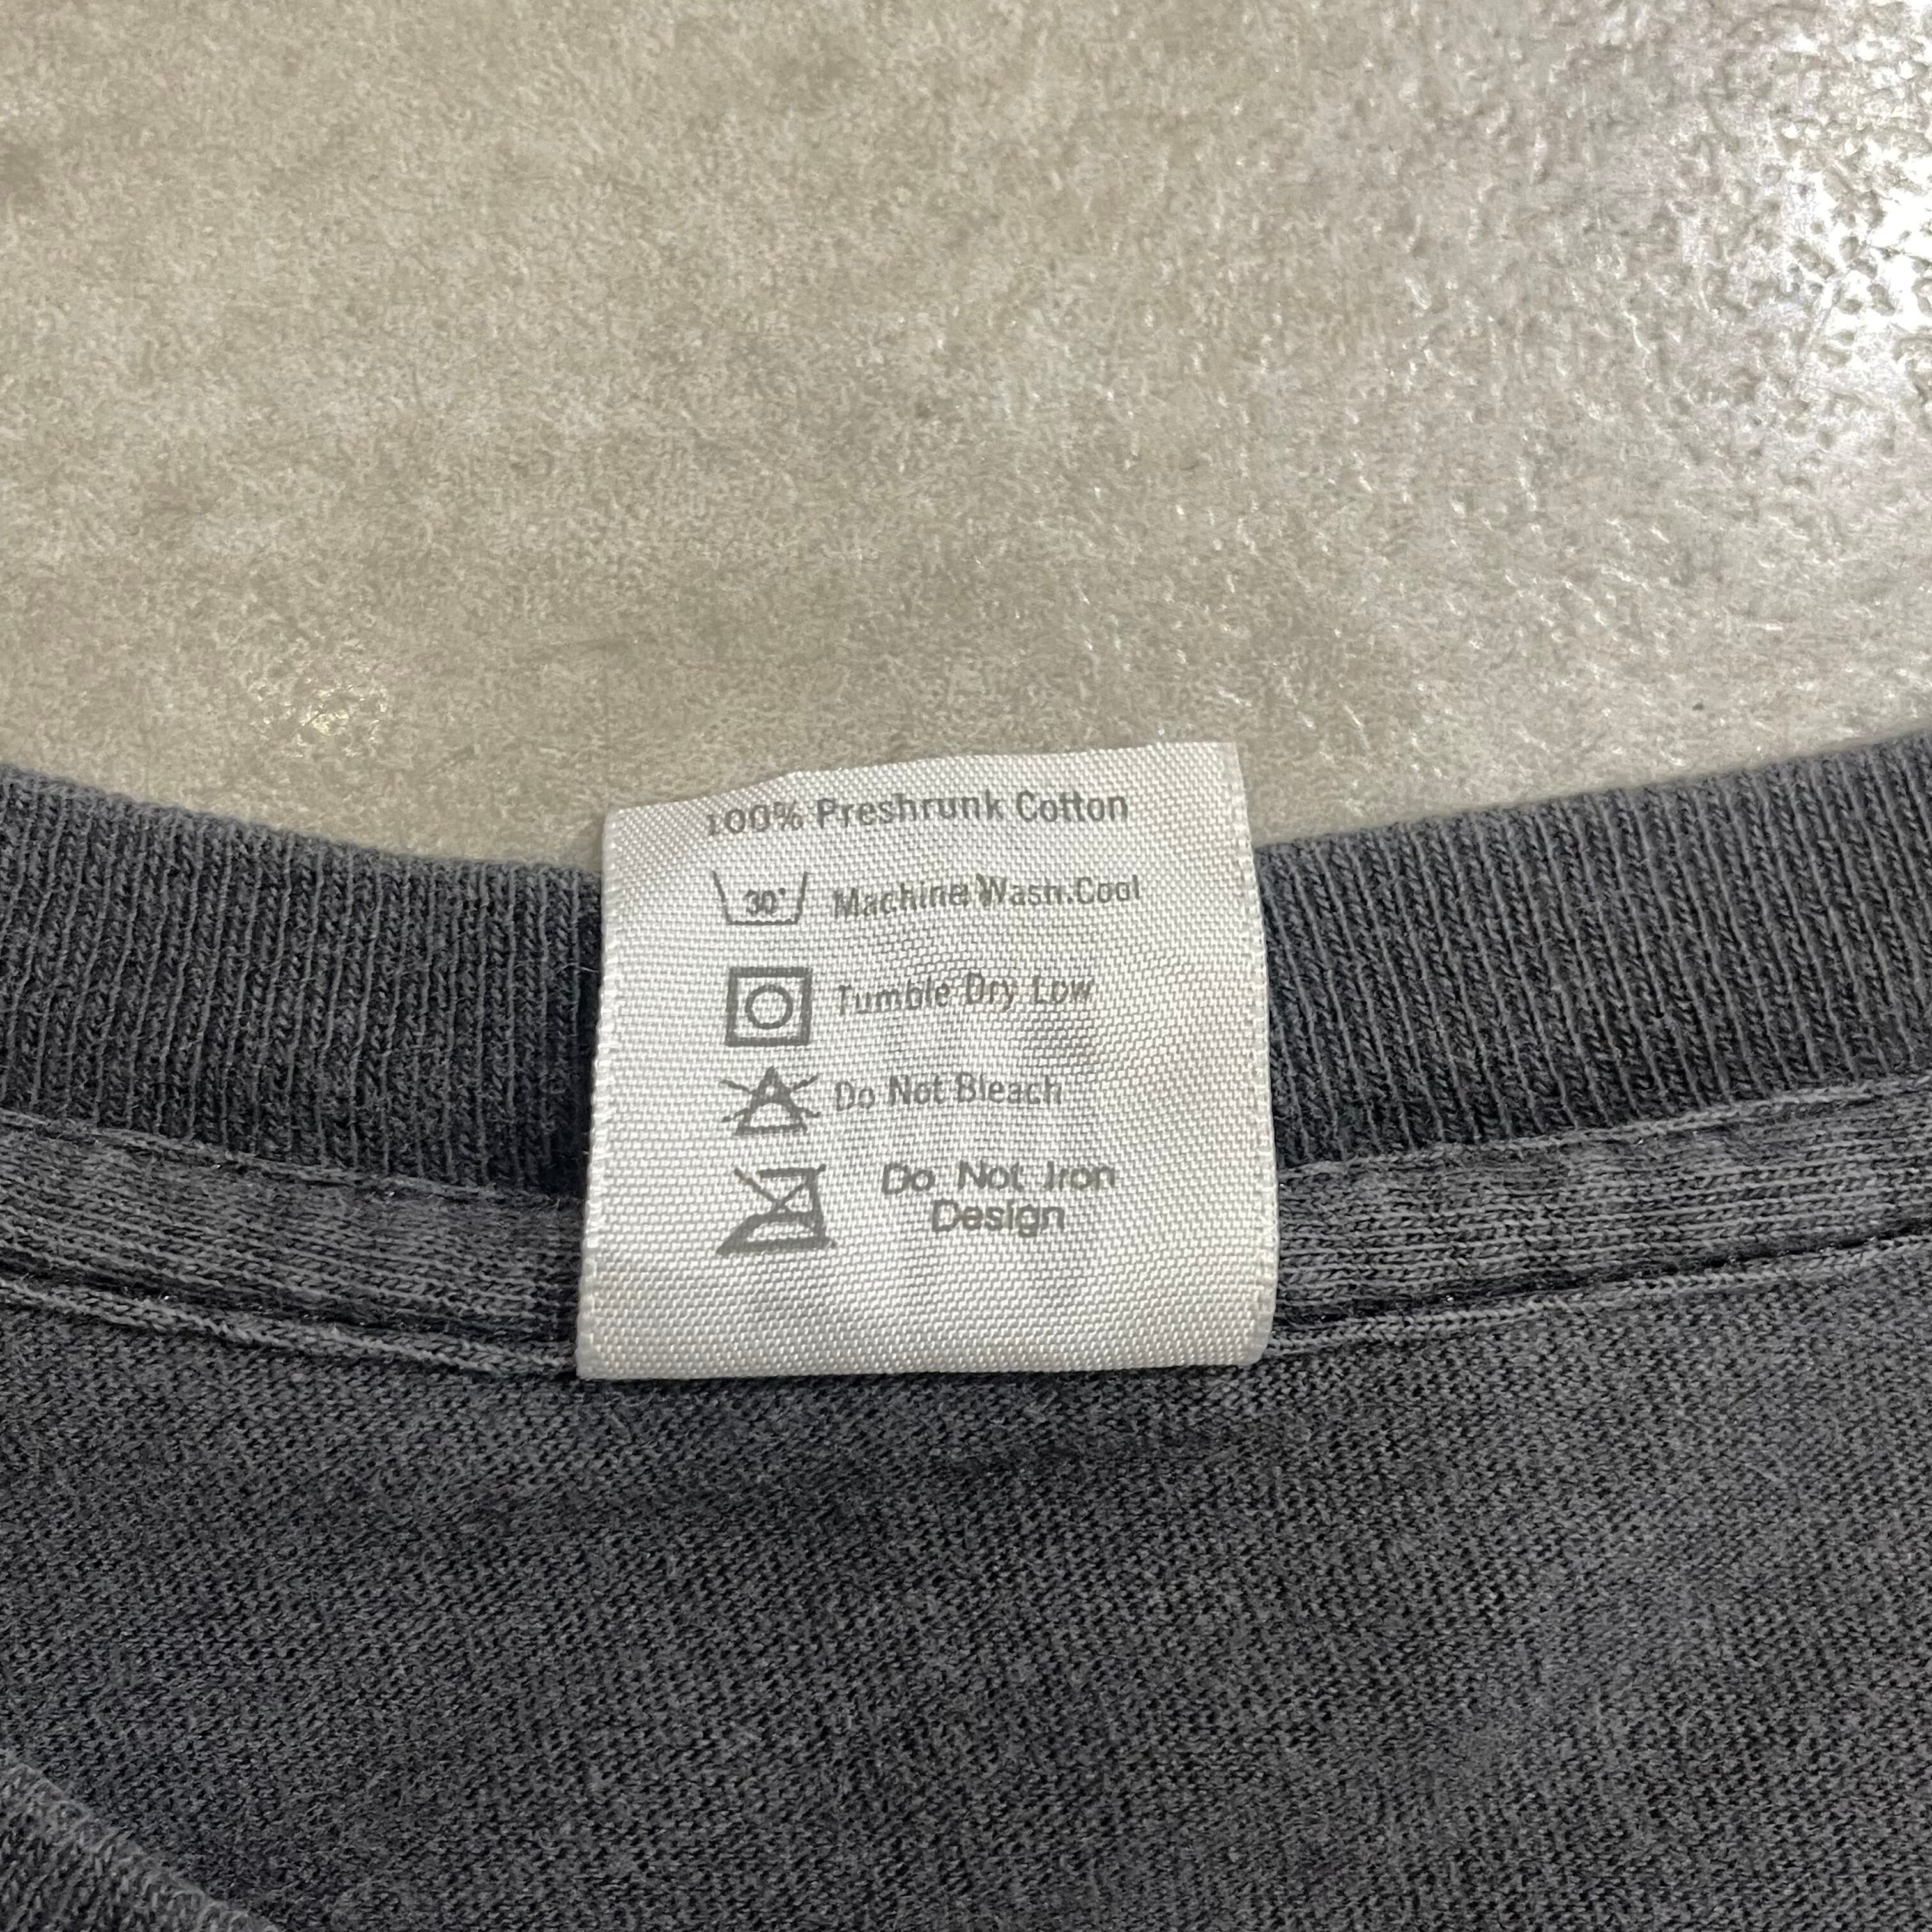 100% Preshrunk Cotton
30° Machine Wash.Cool
Tumble Dry Low
Do Not Bleach
Do Not Iron
Design